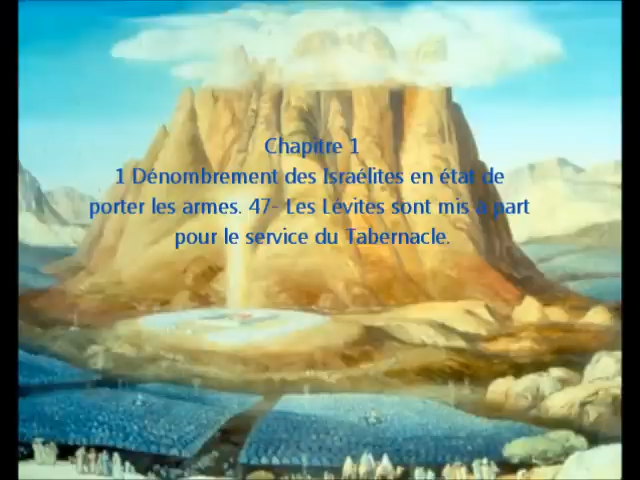 Chapitre 1
1 Dénombrement des Israélites en état de
porter les armes. 47- Les Lévites sont mis à part
pour le service du Tabernacle.